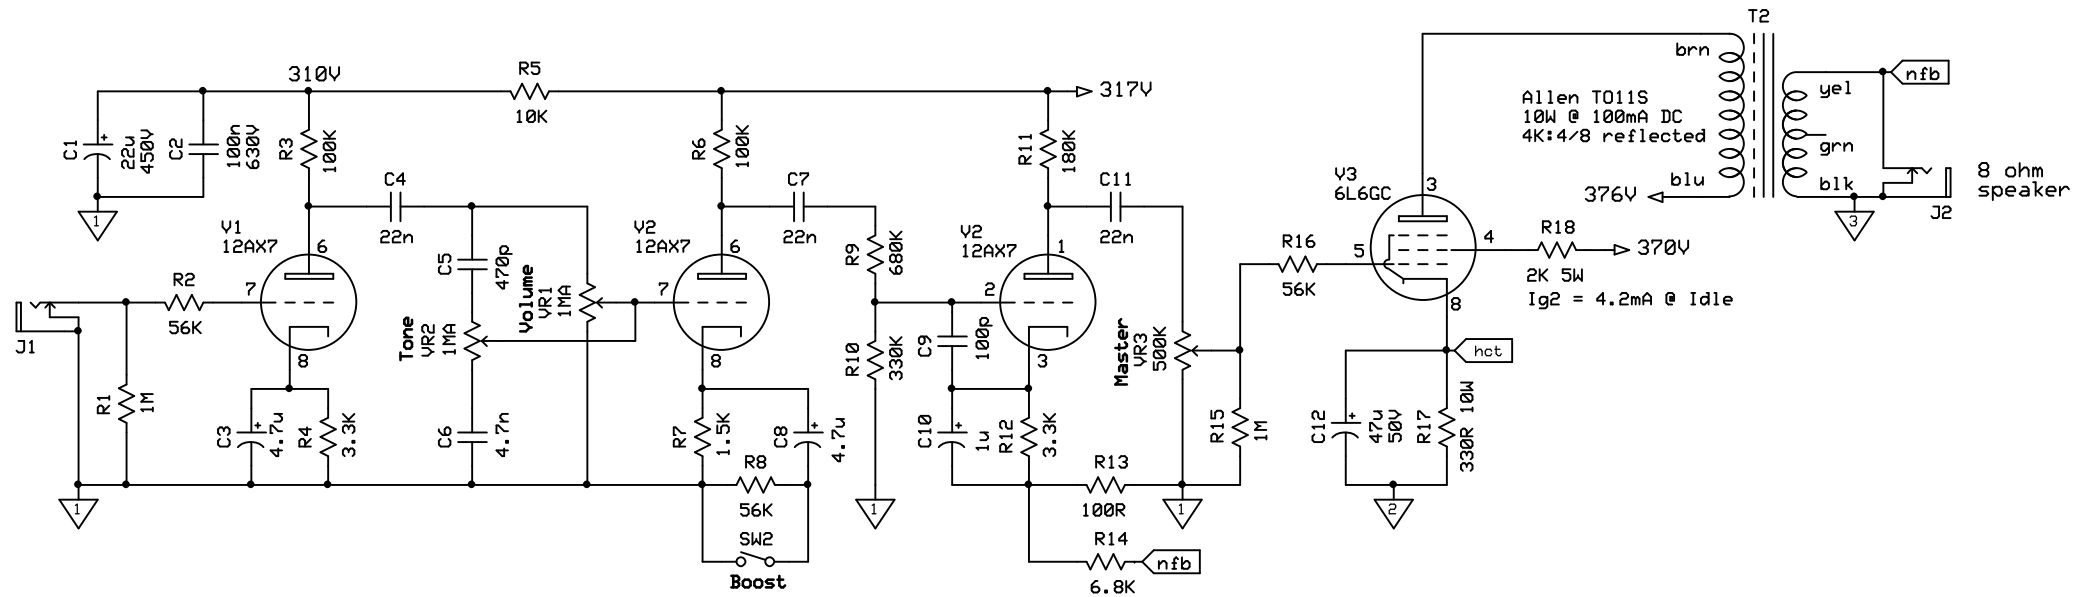 T2
brn
nfb
310V
R5
10K
317V
yel
Allen TO11S
10W @ 100mA DC
4K:4/8 reflected
grn
C1
22u
450V
C2
100n
630V
R3
100K
R6
100K
R11
180K
blu
blk
8 ohm
speaker
J2
3
1
C4
22n
C7
22n
C11
22n
V3
6L6GC
3
376V
V1
12AX7
6
V2
12AX7
6
V2
12AX7
1
5
4
R18
370V
2K 5W
Ig2 = 4.2mA @ Idle
8
R16
56K
C5
470p
R9
680K
Volume
VR1
1MA
R2
56K
7
7
2
J1
8
8
3
Tone
VR2
1MA
R10
330K
C9
100p
Master
VR3
500K
hct
R1
1M
C3
4.7u
R4
3.3K
C6
4.7n
R7
1.5K
C8
4.7u
C10
1u
R12
3.3K
R15
1M
C12
47u
50V
R17
330R 10W
R8
56K
R13
100R
1
1
1
2
SW2
Boost
R14
6.8K
nfb